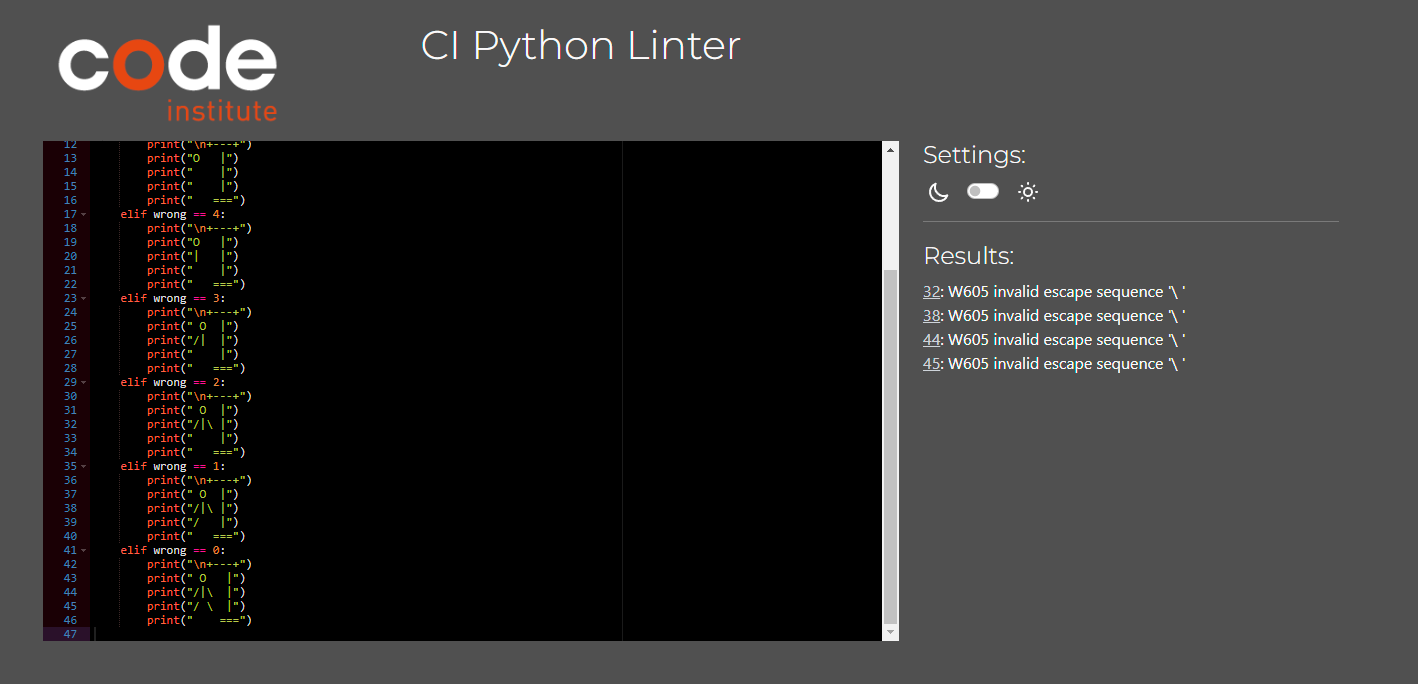 code
institute
CI Python Linter
12 print("\n+---+")
13 print("O   |")
14 print("    |")
15 print("    |")
16 print("   ===")
17 elif wrong == 4:
18 print("\n+---+")
19 print("O   |")
20 print("|   |")
21 print("    |")
22 print("   ===")
23 elif wrong == 3:
24 print("\n+---+")
25 print(" O  |")
26 print("/|  |")
27 print("    |")
28 print("   ===")
29 elif wrong == 2:
30 print("\n+---+")
31 print(" O  |")
32 print("/|\ |")
33 print("    |")
34 print("   ===")
35 elif wrong == 1:
36 print("\n+---+")
37 print(" O  |")
38 print("/|\ |")
39 print("/   |")
40 print("   ===")
41 elif wrong == 0:
42 print("\n+---+")
43 print(" O   |")
44 print("/|\  |")
45 print("/ \  |")
46 print("    ===")
47
Settings:
Results:
32: W605 invalid escape sequence '\ '
38: W605 invalid escape sequence '\ '
44: W605 invalid escape sequence '\ '
45: W605 invalid escape sequence '\ '